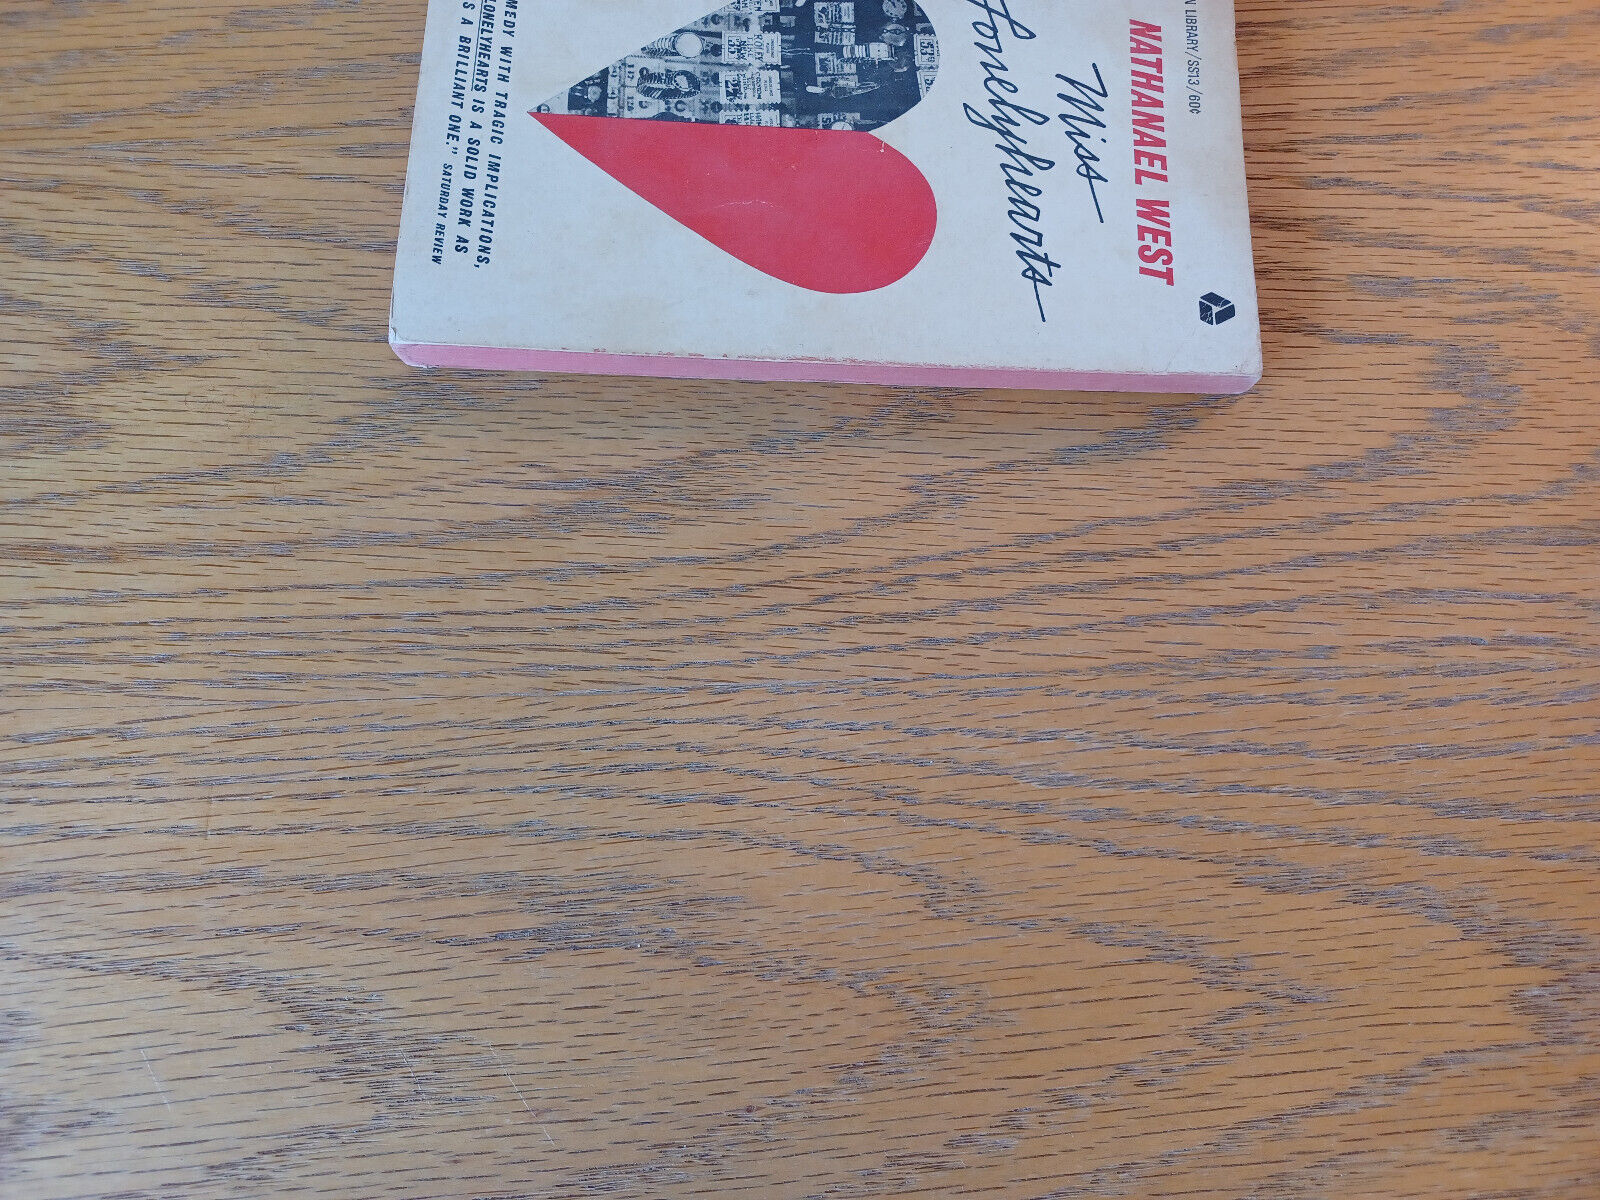 N LIBRARY/SS13/60¢
NATHANAEL WEST
Miss
Lonelyhearts
MEDY WITH TRAGIC IMPLICATIONS,
LONELYHEARTS IS A SOLID WORK AS
S A BRILLIANT ONE." SATURDAY REVIEW